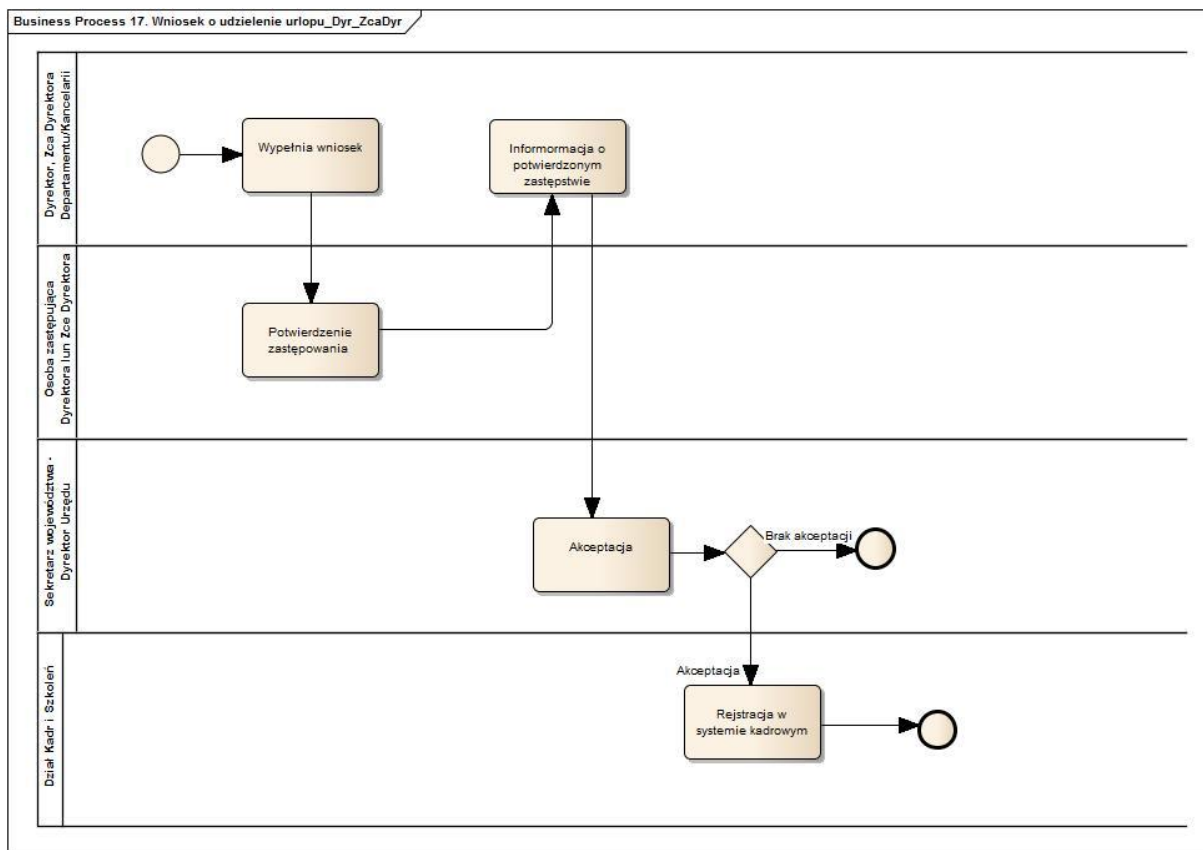 Business Process 17. Wniosek o udzielenie urlopu_Dyr_ZcaDyr
Dyrektor, Zca Dyrektora
Departamentu/Kancelarii
Wypełnia wniosek
Informormacja o
potwierdzonym
zastępstwie
Osoba zastępująca
Dyrektora lun Zce Dyrektora
Potwierdzenie
zastępowania
Sekretarz województwa -
Dyrektor Urzędu
Akceptacja
Brak akceptacji
Dział Kadr i Szkoleń
Akceptacja
Rejstracja w
systemie kadrowym